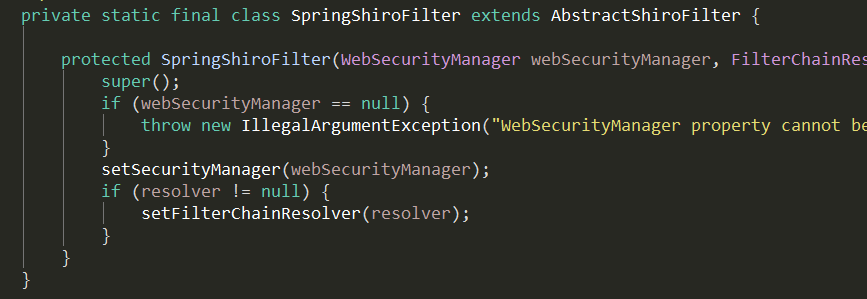 private static final class SpringShiroFilter extends AbstractShiroFilter {
protected SpringShiroFilter(WebSecurityManager webSecurityManager, FilterChainRes
super();
if (webSecurityManager == null) {
throw new IllegalArgumentException("WebSecurityManager property cannot be
}
setSecurityManager(webSecurityManager);
if (resolver != null) {
setFilterChainResolver(resolver);
}
}
}